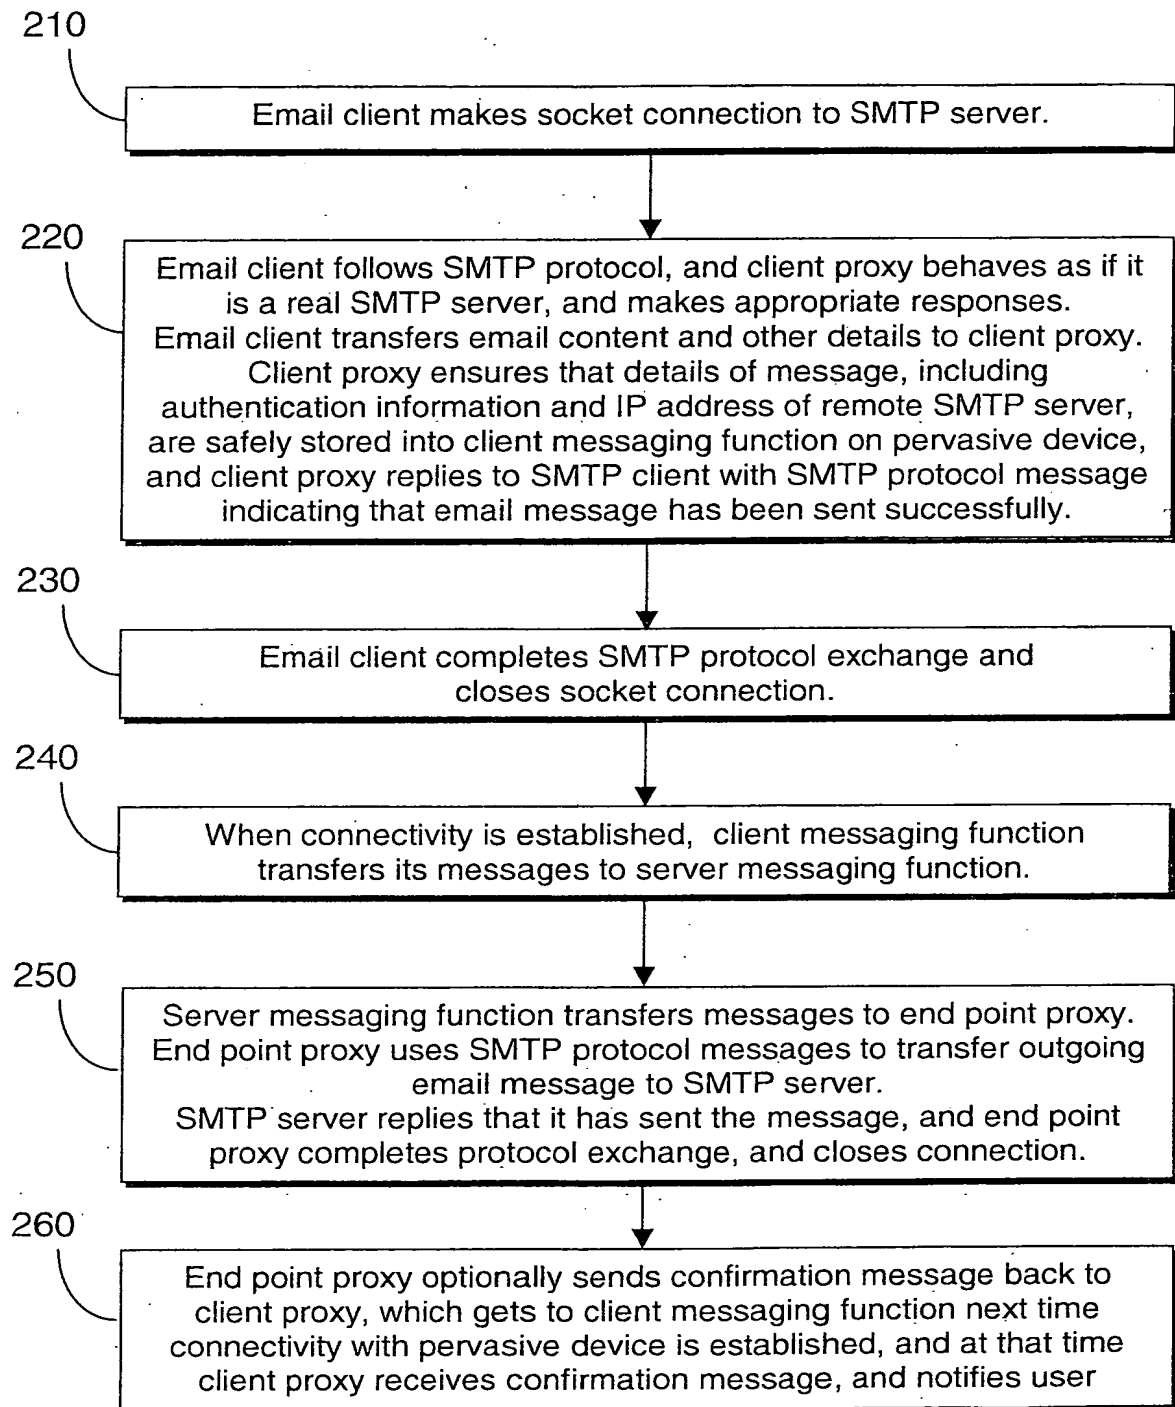 210
Email client makes socket connection to SMTP server.
220
Email client follows SMTP protocol, and client proxy behaves as if it
is a real SMTP server, and makes appropriate responses.
Email client transfers email content and other details to client proxy.
Client proxy ensures that details of message, including
authentication information and IP address of remote SMTP server,
are safely stored into client messaging function on pervasive device,
and client proxy replies to SMTP client with SMTP protocol message
indicating that email message has been sent successfully.
230
Email client completes SMTP protocol exchange and
closes socket connection.
240
When connectivity is established, client messaging function
transfers its messages to server messaging function.
250
Server messaging function transfers messages to end point proxy.
End point proxy uses SMTP protocol messages to transfer outgoing
email message to SMTP server.
SMTP server replies that it has sent the message, and end point
proxy completes protocol exchange, and closes connection.
260
End point proxy optionally sends confirmation message back to
client proxy, which gets to client messaging function next time
connectivity with pervasive device is established, and at that time
client proxy receives confirmation message, and notifies user